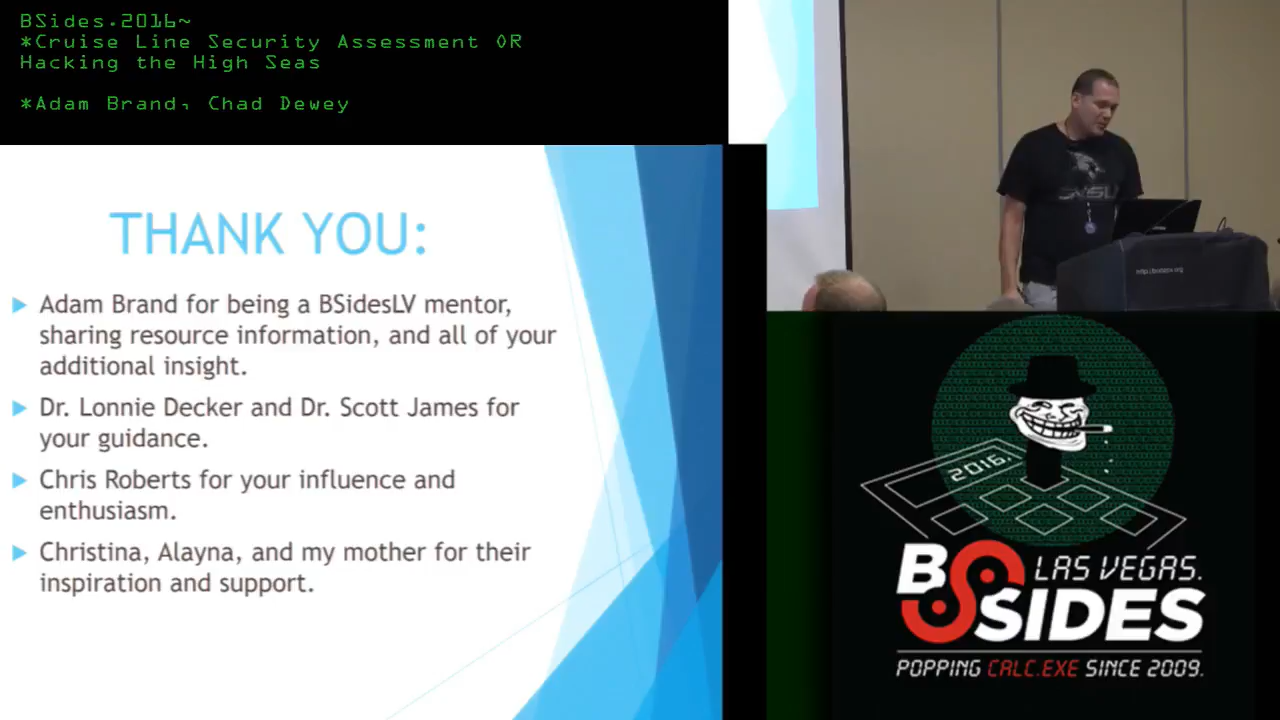 BSides.2016~
*Cruise Line Security Assessment OR
Hacking the High Seas
*Adam Brand, Chad Dewey
THANK YOU:
Adam Brand for being a BSidesLV mentor,
sharing resource information, and all of your
additional insight.
Dr. Lonnie Decker and Dr. Scott James for
your guidance.
Chris Roberts for your influence and
enthusiasm.
Christina, Alayna, and my mother for their
inspiration and support.
SVSU
2016.
BSIDES
LAS VEGAS.
POPPING CALC.EXE SINCE 2009.